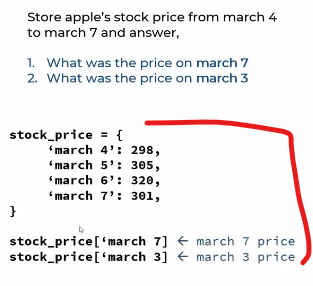 Store apple's stock price from march 4
to march 7 and answer,
1. What was the price on march 7
2. What was the price on march 3
stock_price = {
‘march 4’: 298,
‘march 5’: 305,
‘march 6’: 320,
‘march 7’: 301,
}
stock_price[‘march 7] ← march 7 price
stock_price[‘march 3] ← march 3 price